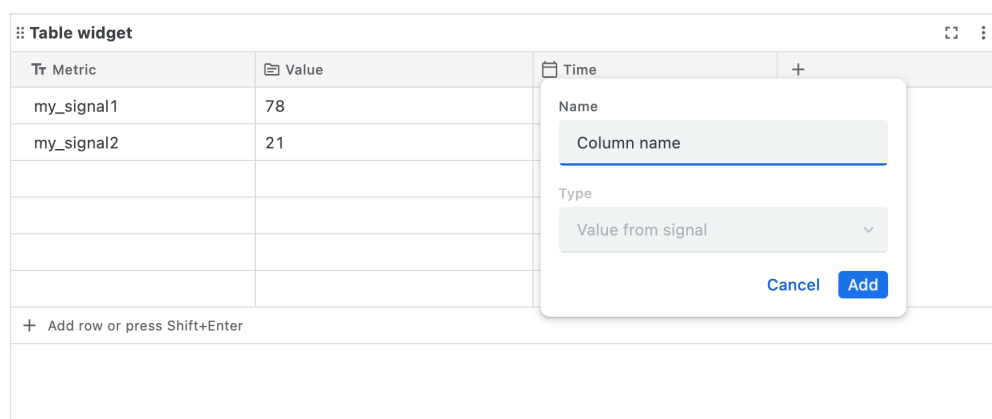 Table widget
Tr Metric Value Time +
my_signal1 78
my_signal2 21
Name
Column name
Type
Value from signal
Cancel Add
+ Add row or press Shift+Enter